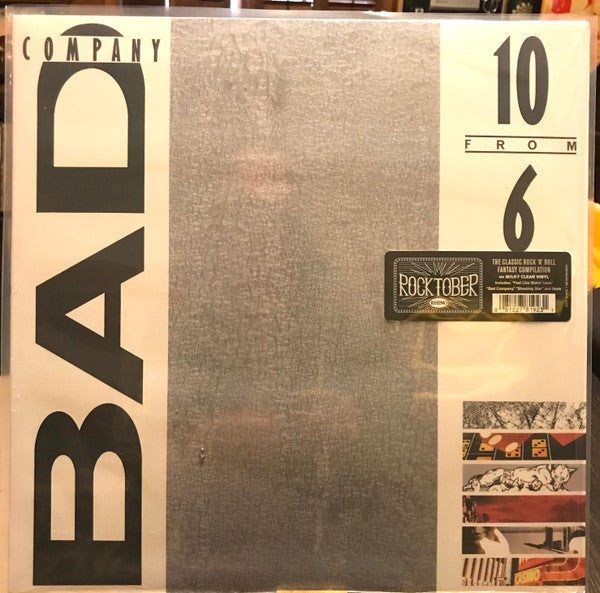 COMPANY
BAD
10
FROM
6
ROCKTOBER
RHINO
THE CLASSIC ROCK 'N' ROLL
FANTASY COMPILATION
on MILKY CLEAR VINYL
Includes "Feel Like Makin' Love,"
"Bad Company," "Shooting Star" and More